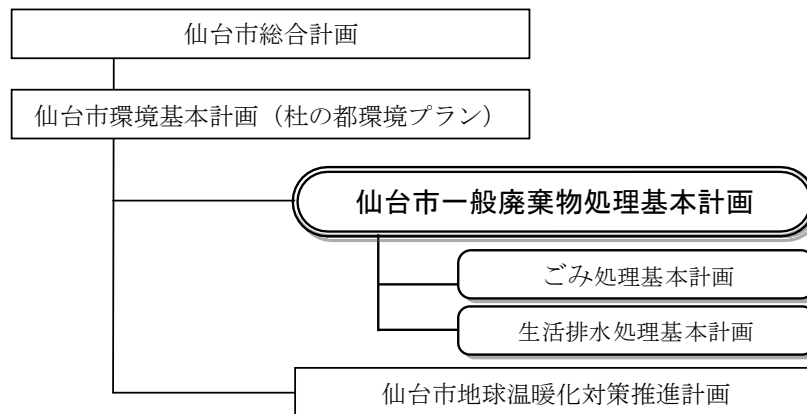 仙台市総合計画
仙台市環境基本計画（杜の都環境プラン）
仙台市一般廃棄物処理基本計画
ごみ処理基本計画
生活排水処理基本計画
仙台市地球温暖化対策推進計画